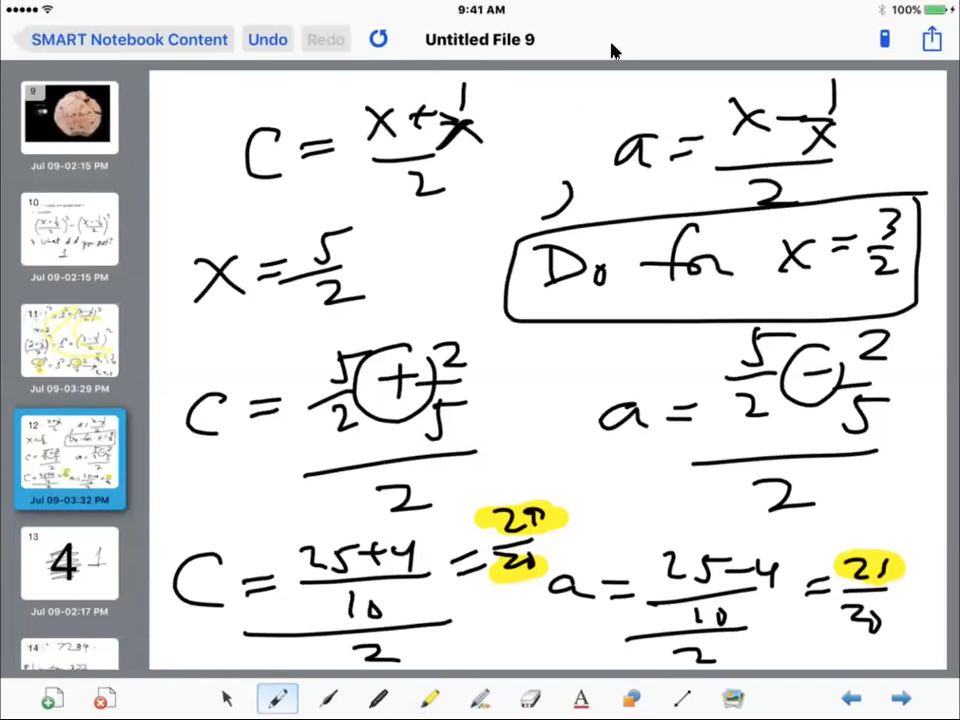 9:41 AM
100%
SMART Notebook Content
Undo
Redo
Untitled File 9
9
Jul 09-02:15 PM
10
Jul 09-02:15 PM
11
Jul 09-03:29 PM
12
Jul 09-03:32 PM
13
4 1
Jul 09-02:17 PM
14
C = (x + 1/x)/2 , a = (x - 1/x)/2
x = 5/2
Do for x = 3/2
C = (5/2 + 2/5)/2
a = (5/2 - 2/5)/2
C = ((25+4)/10)/2 = 29/20
a = ((25-4)/10)/2 = 21/20
A